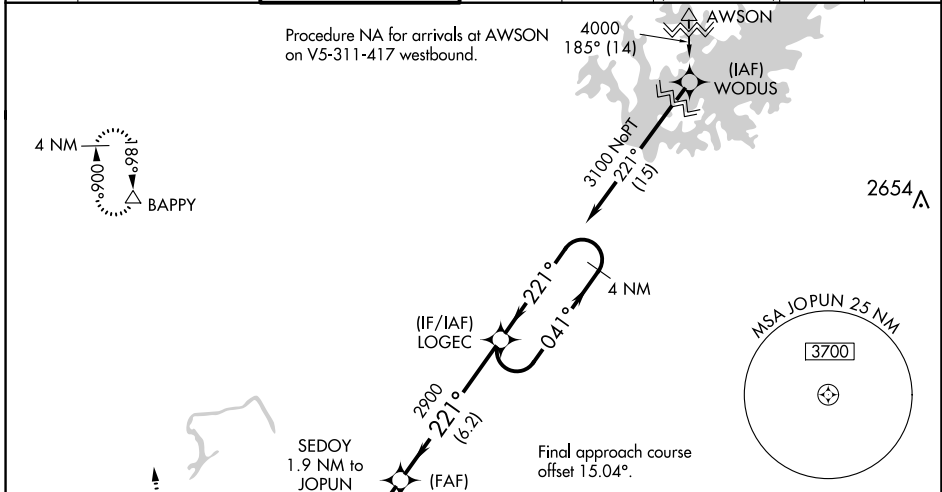 Procedure NA for arrivals at AWSON
on V5-311-417 westbound.
AWSON
4000
185° (14)
(IAF)
WODUS
3100 NoPT
221°
(15)
4 NM
186°
006°
BAPPY
2654
221°
4 NM
041°
(IF/IAF)
LOGEC
MSA JOPUN 25 NM
3700
2900
221°
(6.2)
SEDOY
1.9 NM to
JOPUN
(FAF)
Final approach course
offset 15.04°.